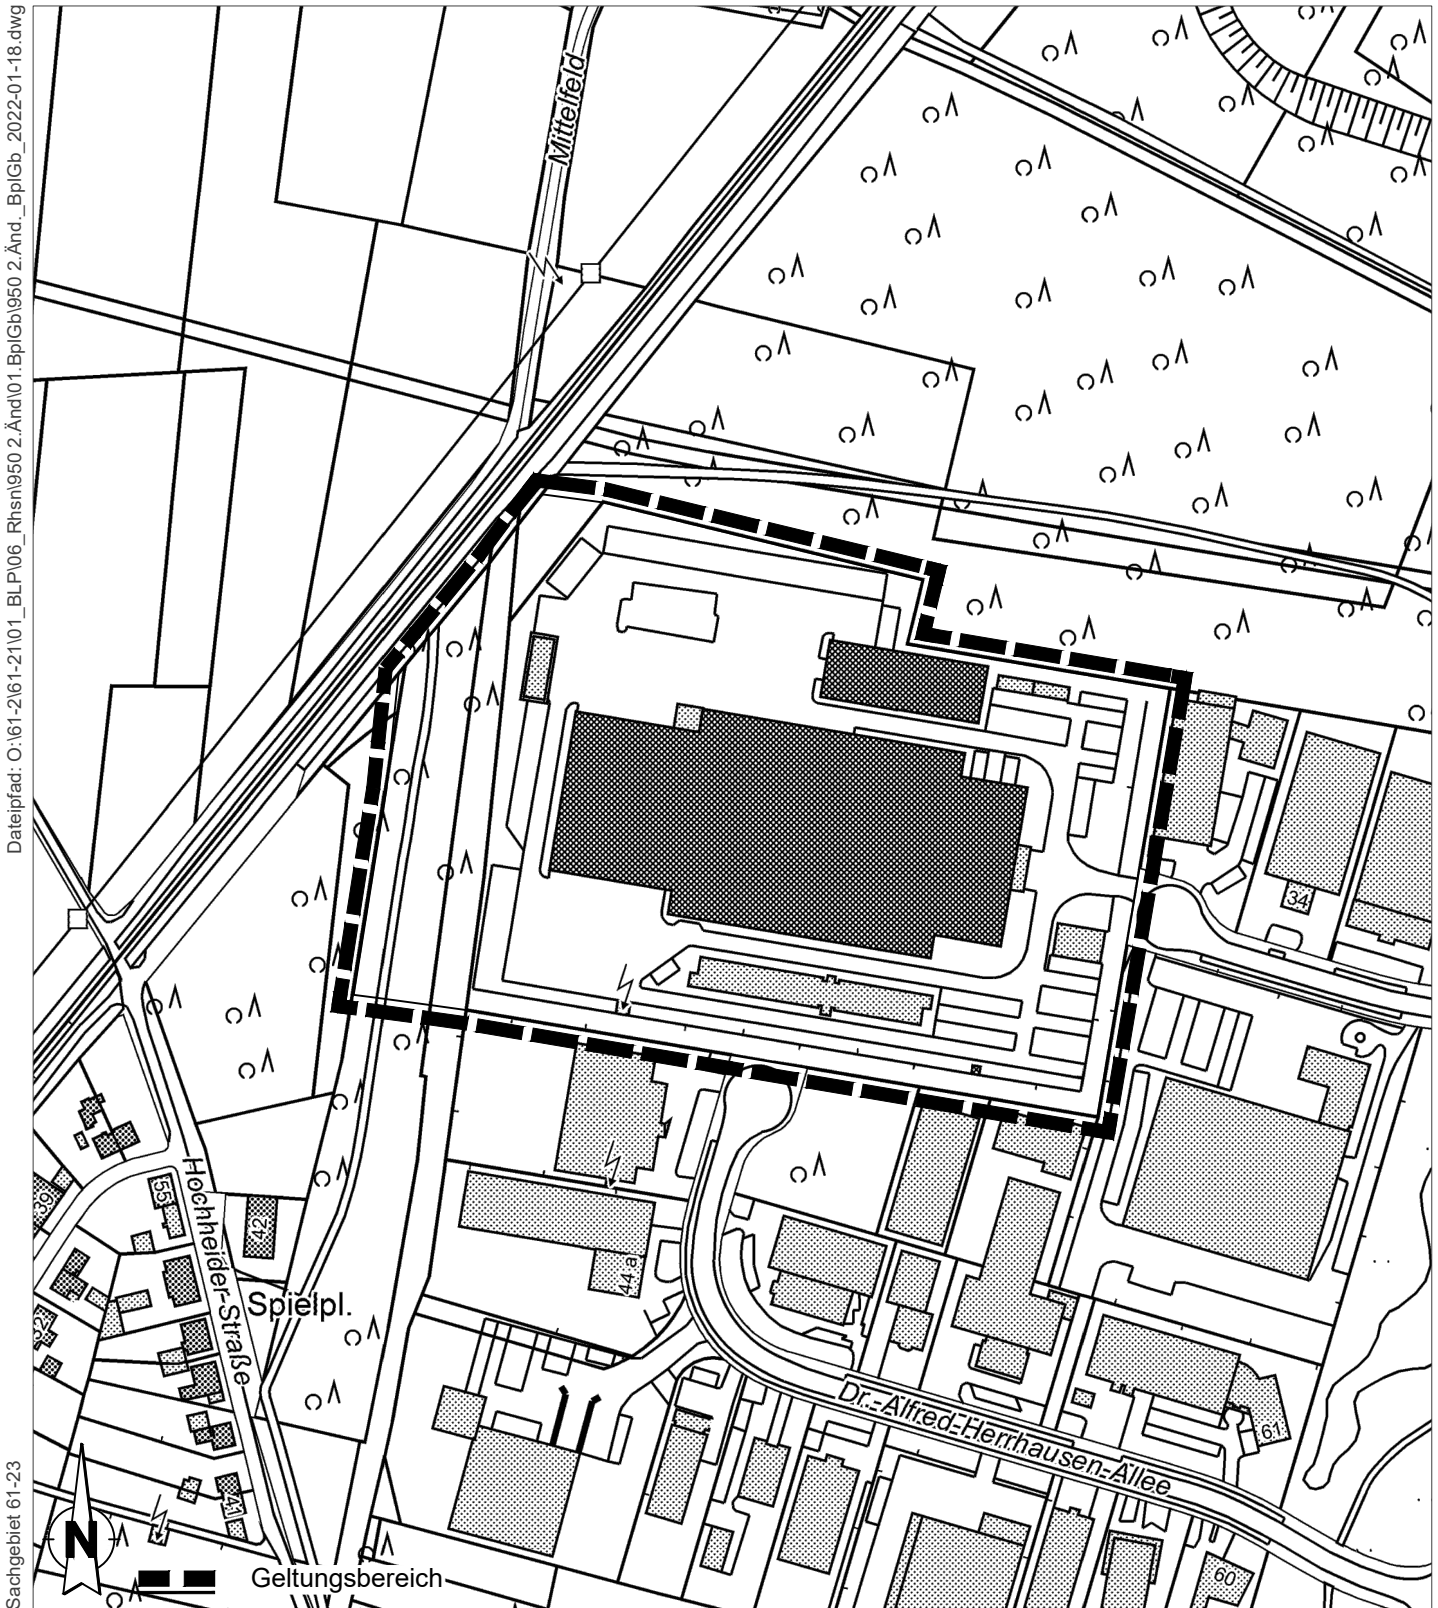 Dateipfad: O:\61-2\61-21\01_BLP\06_Rhsn\950 2.Änd\01.BplGb\950 2.Änd._BplGb_2022-01-18.dwg
Mittelfeld
34
39
55
42
Hochheider-Straße
44.a
Spielpl.
52
Dr.-Alfred-Herrhausen-Allee
61
41
60
Sachgebiet 61-23
N
Geltungsbereich